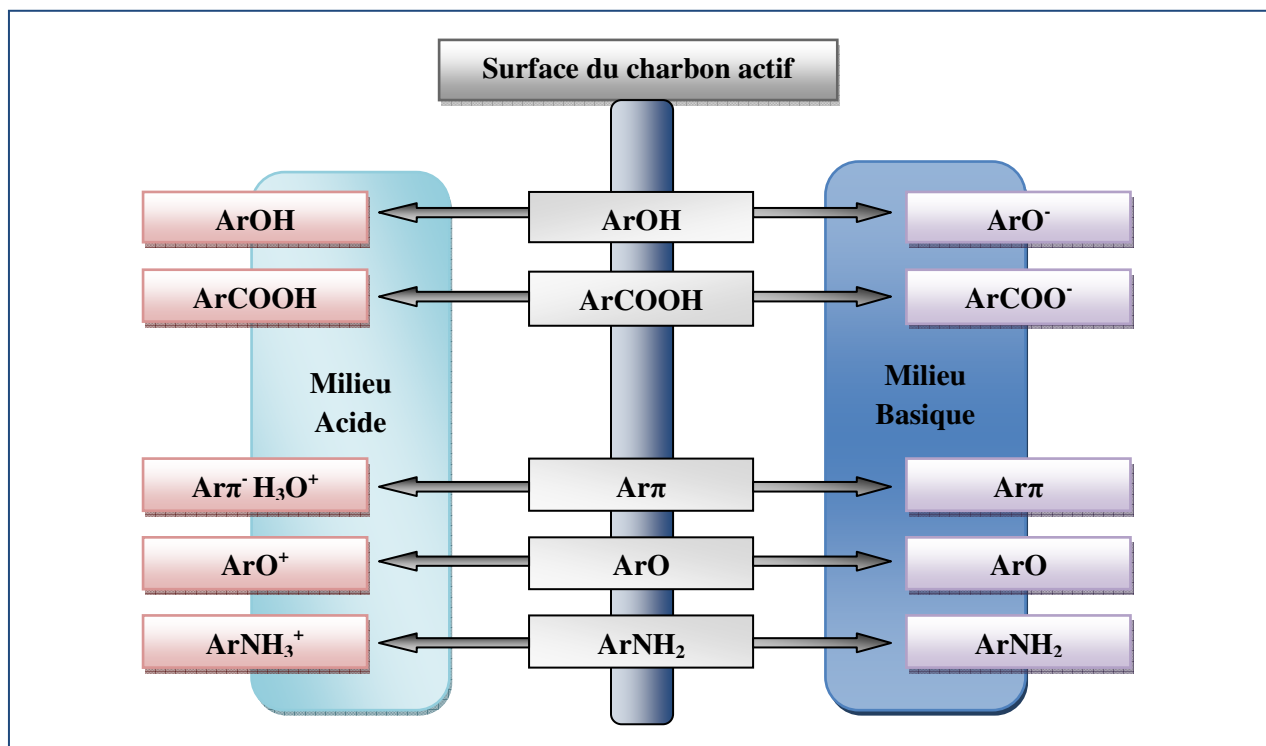 Surface du charbon actif
ArOH ArOH ArO⁻
ArCOOH ArCOOH ArCOO⁻
Milieu
Acide
Milieu
Basique
Arπ⁻ H₃O⁺ Arπ Arπ
ArO⁺ ArO ArO
ArNH₃⁺ ArNH₂ ArNH₂